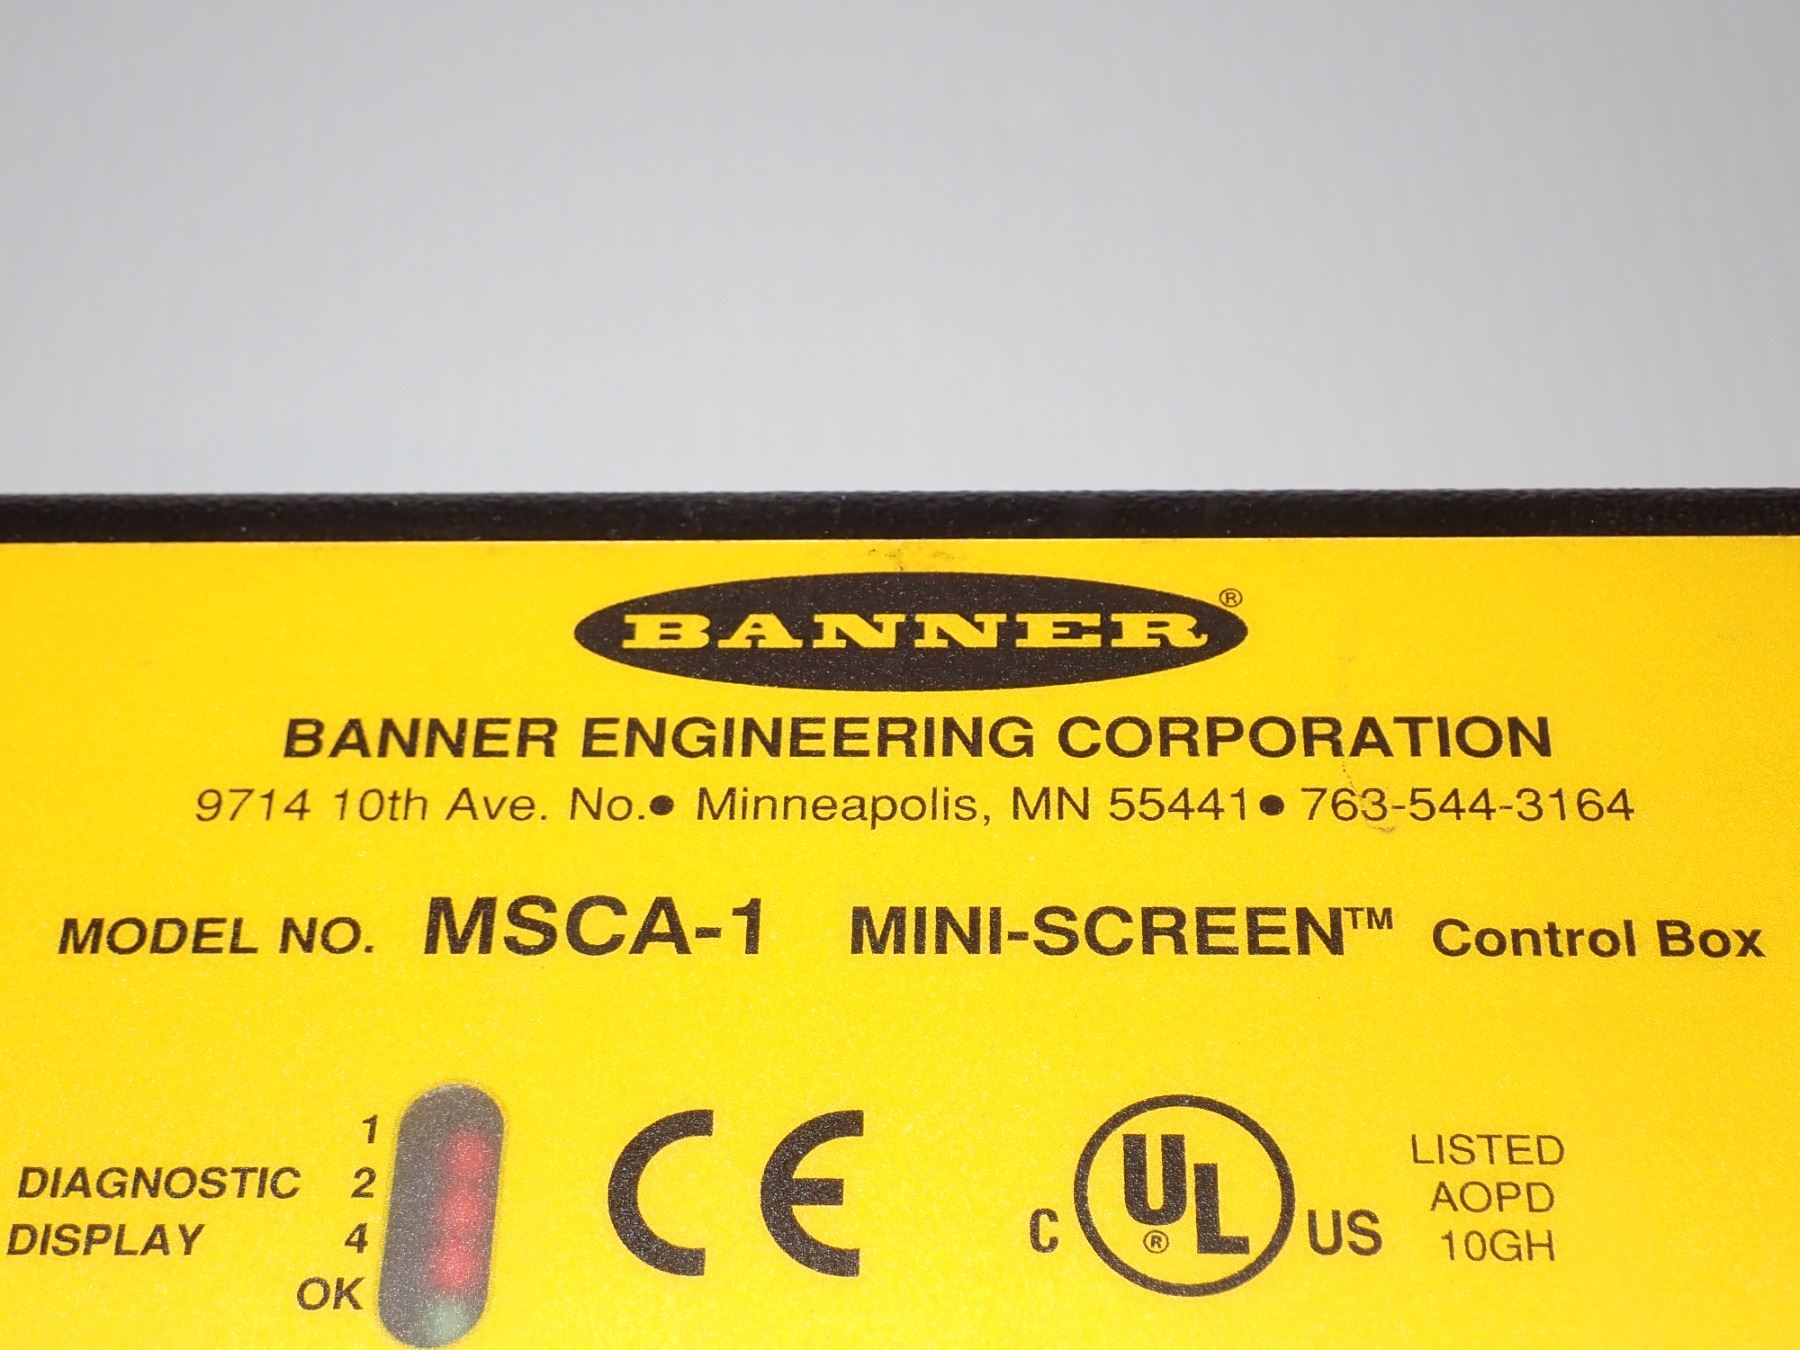 BANNER®
BANNER ENGINEERING CORPORATION
9714 10th Ave. No.● Minneapolis, MN 55441● 763-544-3164
MODEL NO. MSCA-1 MINI-SCREEN™ Control Box
1
DIAGNOSTIC 2
DISPLAY 4
OK
CE
C UL® US
LISTED
AOPD
10GH